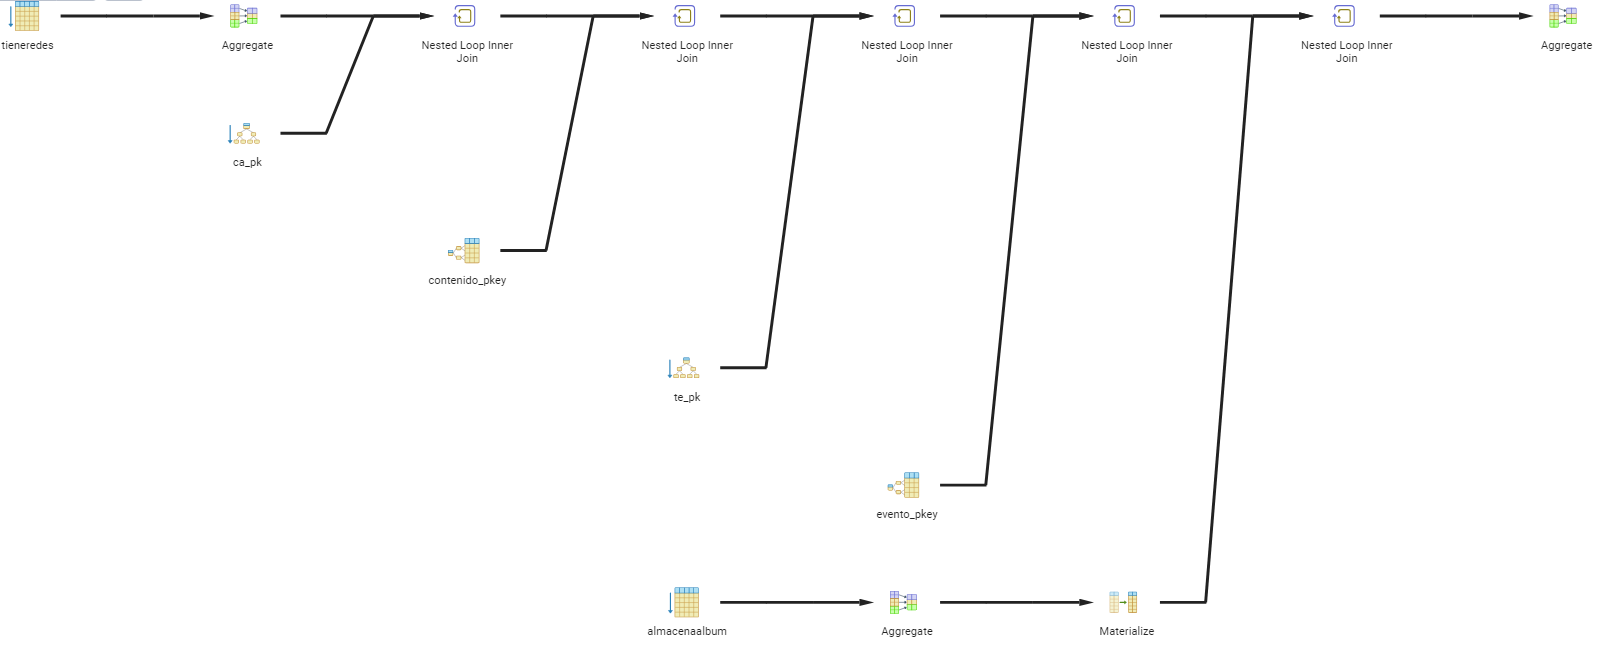 tieneredes
Aggregate
Nested Loop Inner
Join
Nested Loop Inner
Join
Nested Loop Inner
Join
Nested Loop Inner
Join
Nested Loop Inner
Join
Aggregate
ca_pk
contenido_pkey
te_pk
evento_pkey
almacenaalbum
Aggregate
Materialize